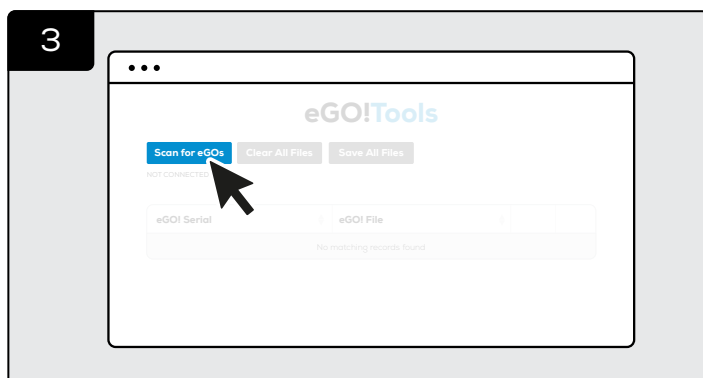 3
eGO!Tools
Scan for eGOs Clear All Files Save All Files
NOT CONNECTED
eGO! Serial eGO! File
No matching records found